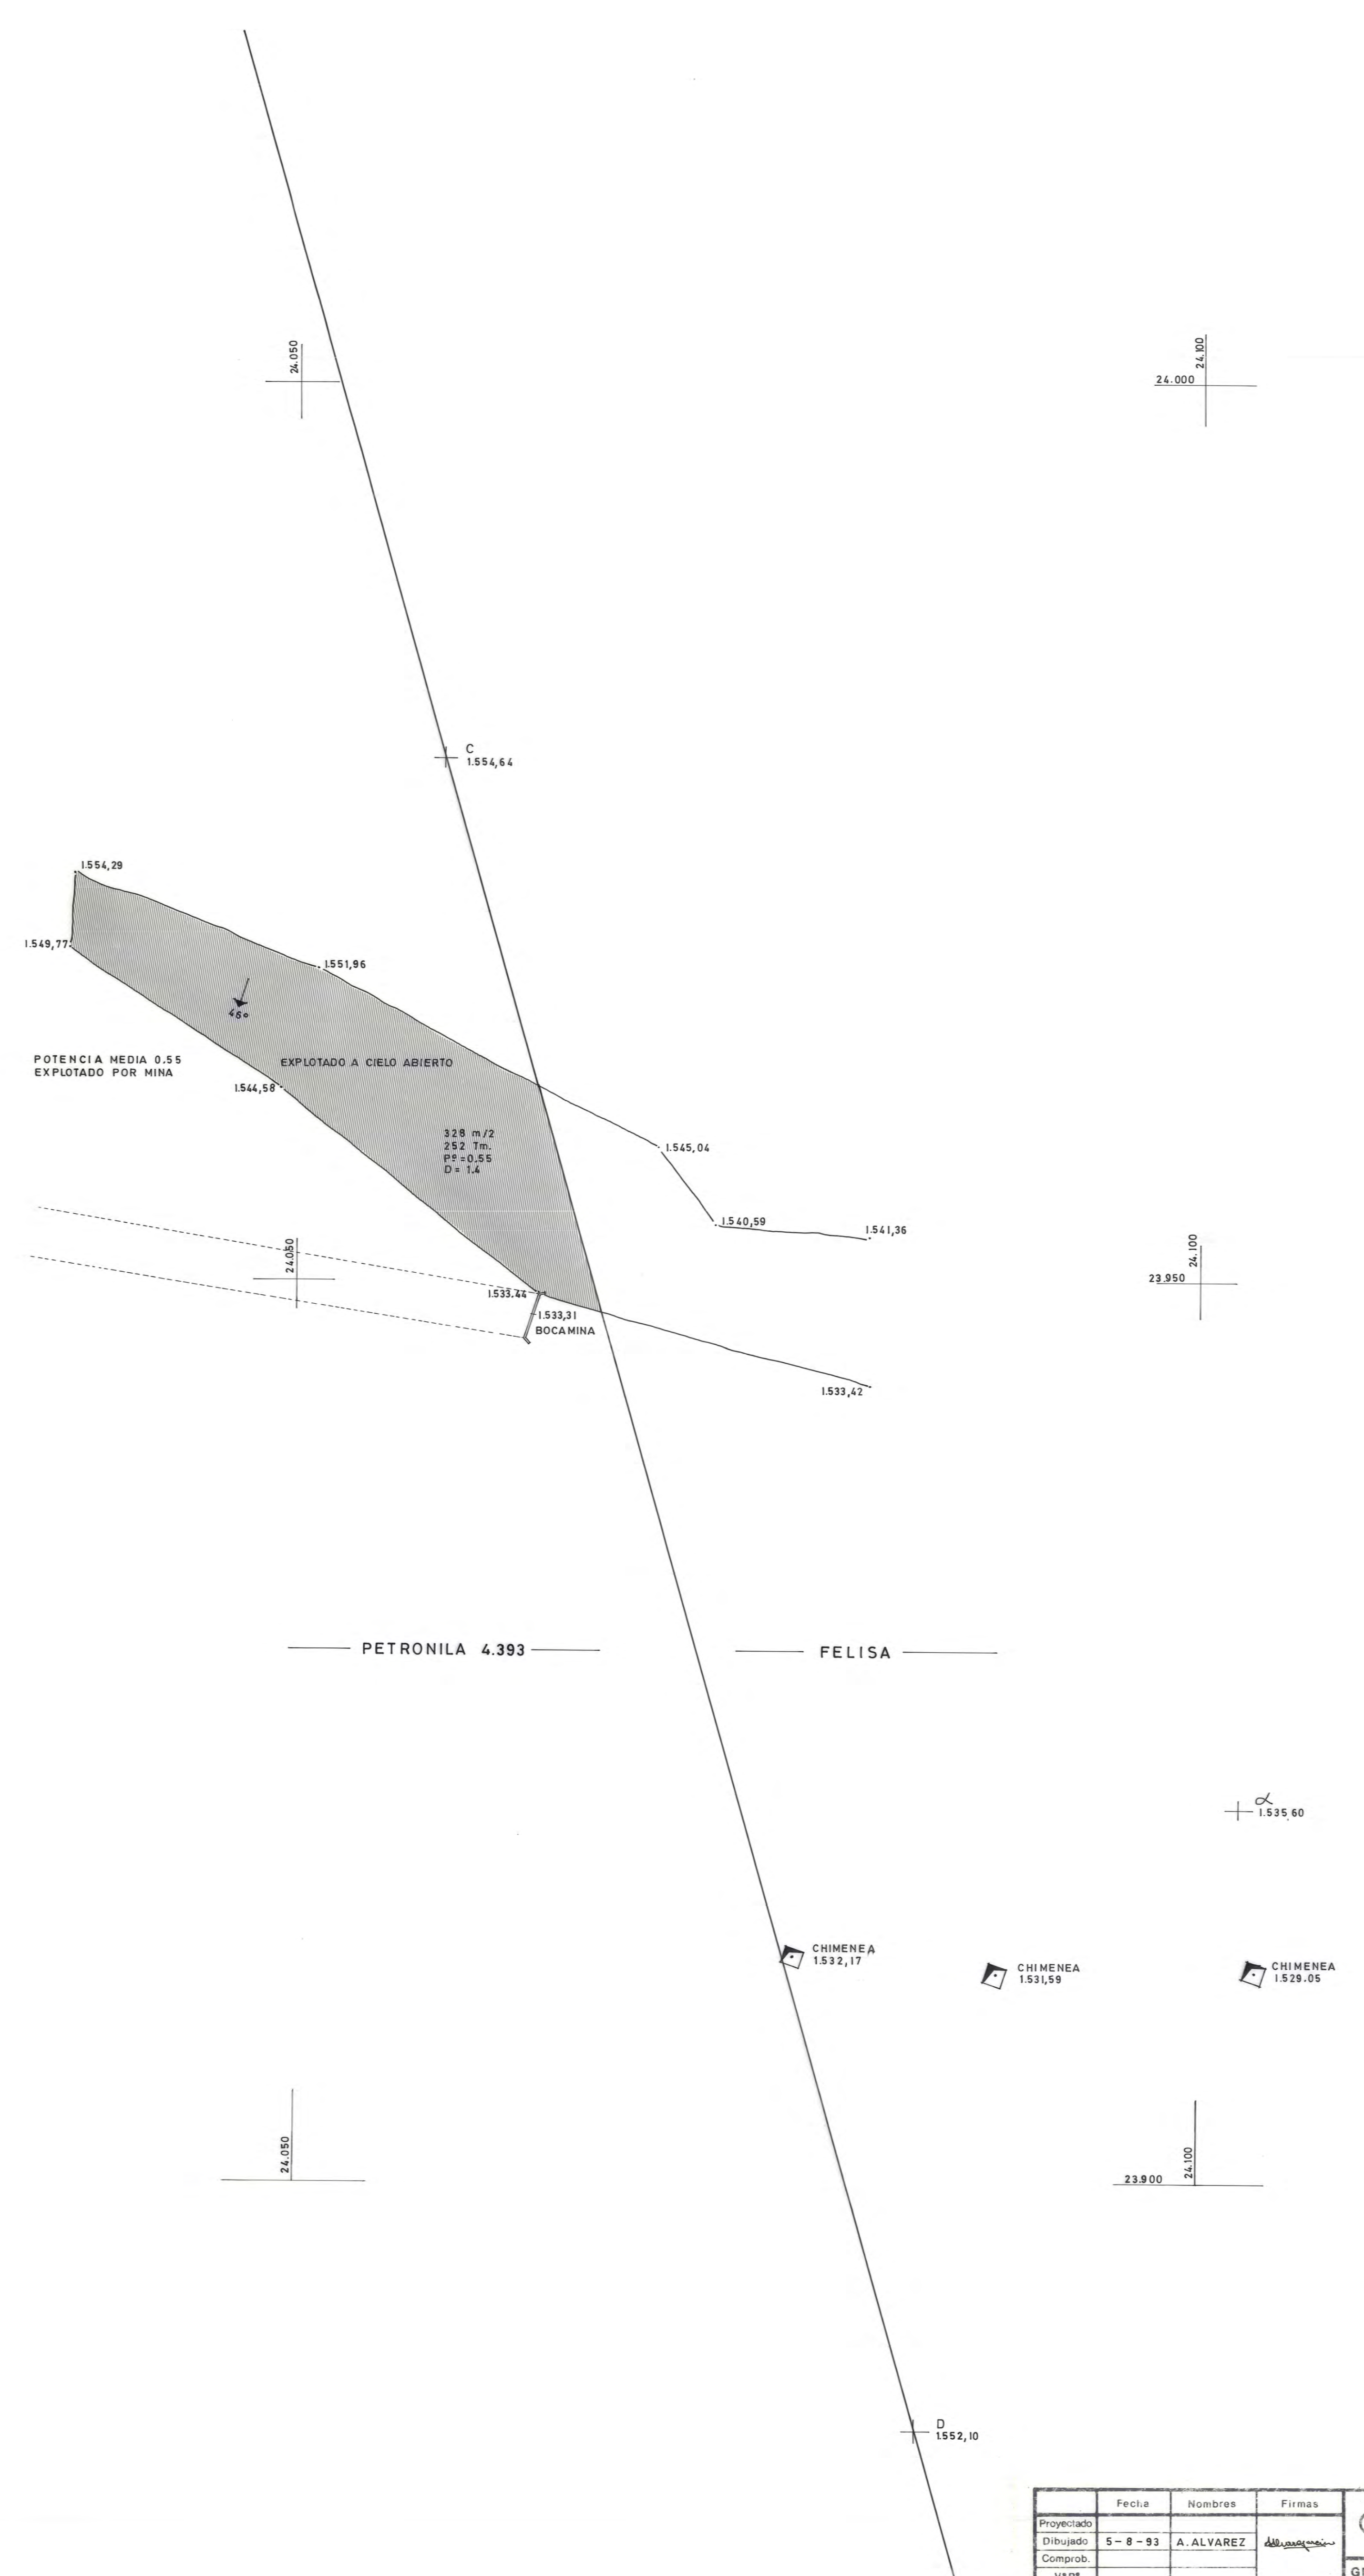 24.050
24.100
24.000
C
1.554,64
1.554,29
1.549,77
1.551,96
46º
POTENCIA MEDIA 0.55
EXPLOTADO POR MINA
EXPLOTADO A CIELO ABIERTO
1.544,58
328 m/2
252 Tm.
Pª=0.55
D= 1.4
1.545,04
1.540,59
1.541,36
24.050
24.100
23.950
1.533.44
1.533,31
BOCAMINA
1.533,42
PETRONILA 4.393
FELISA
α
1.535,60
CHIMENEA
1.532,17
CHIMENEA
1.531,59
CHIMENEA
1.529.05
24.050
24.100
23.900
D
1.552,10
Fecha Nombres Firmas
Proyectado
Dibujado 5-8-93 A.ALVAREZ
Comprob.